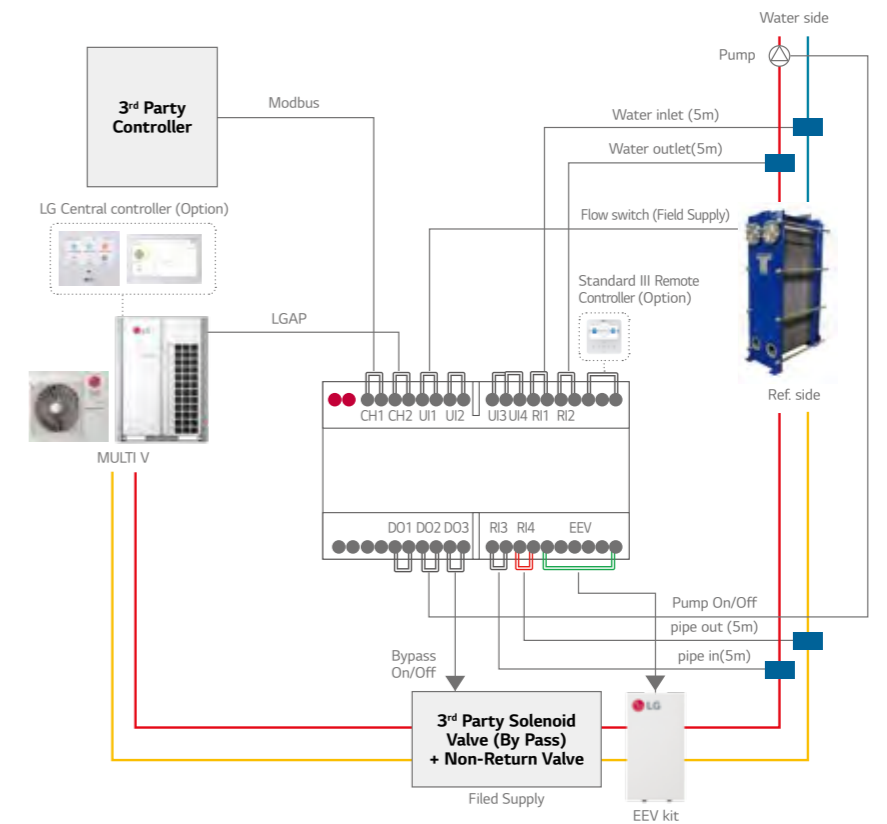 Water side
Pump
3rd Party
Controller
Modbus
Water inlet (5m)
Water outlet(5m)
LG Central controller (Option)
Flow switch (Field Supply)
Standard III Remote
Controller (Option)
LGAP
LG
CH1 CH2 UI1 UI2 UI3 UI4 RI1 RI2
Ref. side
MULTI V
DO1 DO2 DO3 RI3 RI4 EEV
Pump On/Off
pipe out (5m)
Bypass
On/Off
pipe in(5m)
LG
3rd Party Solenoid
Valve (By Pass)
+ Non-Return Valve
Filed Supply
EEV kit